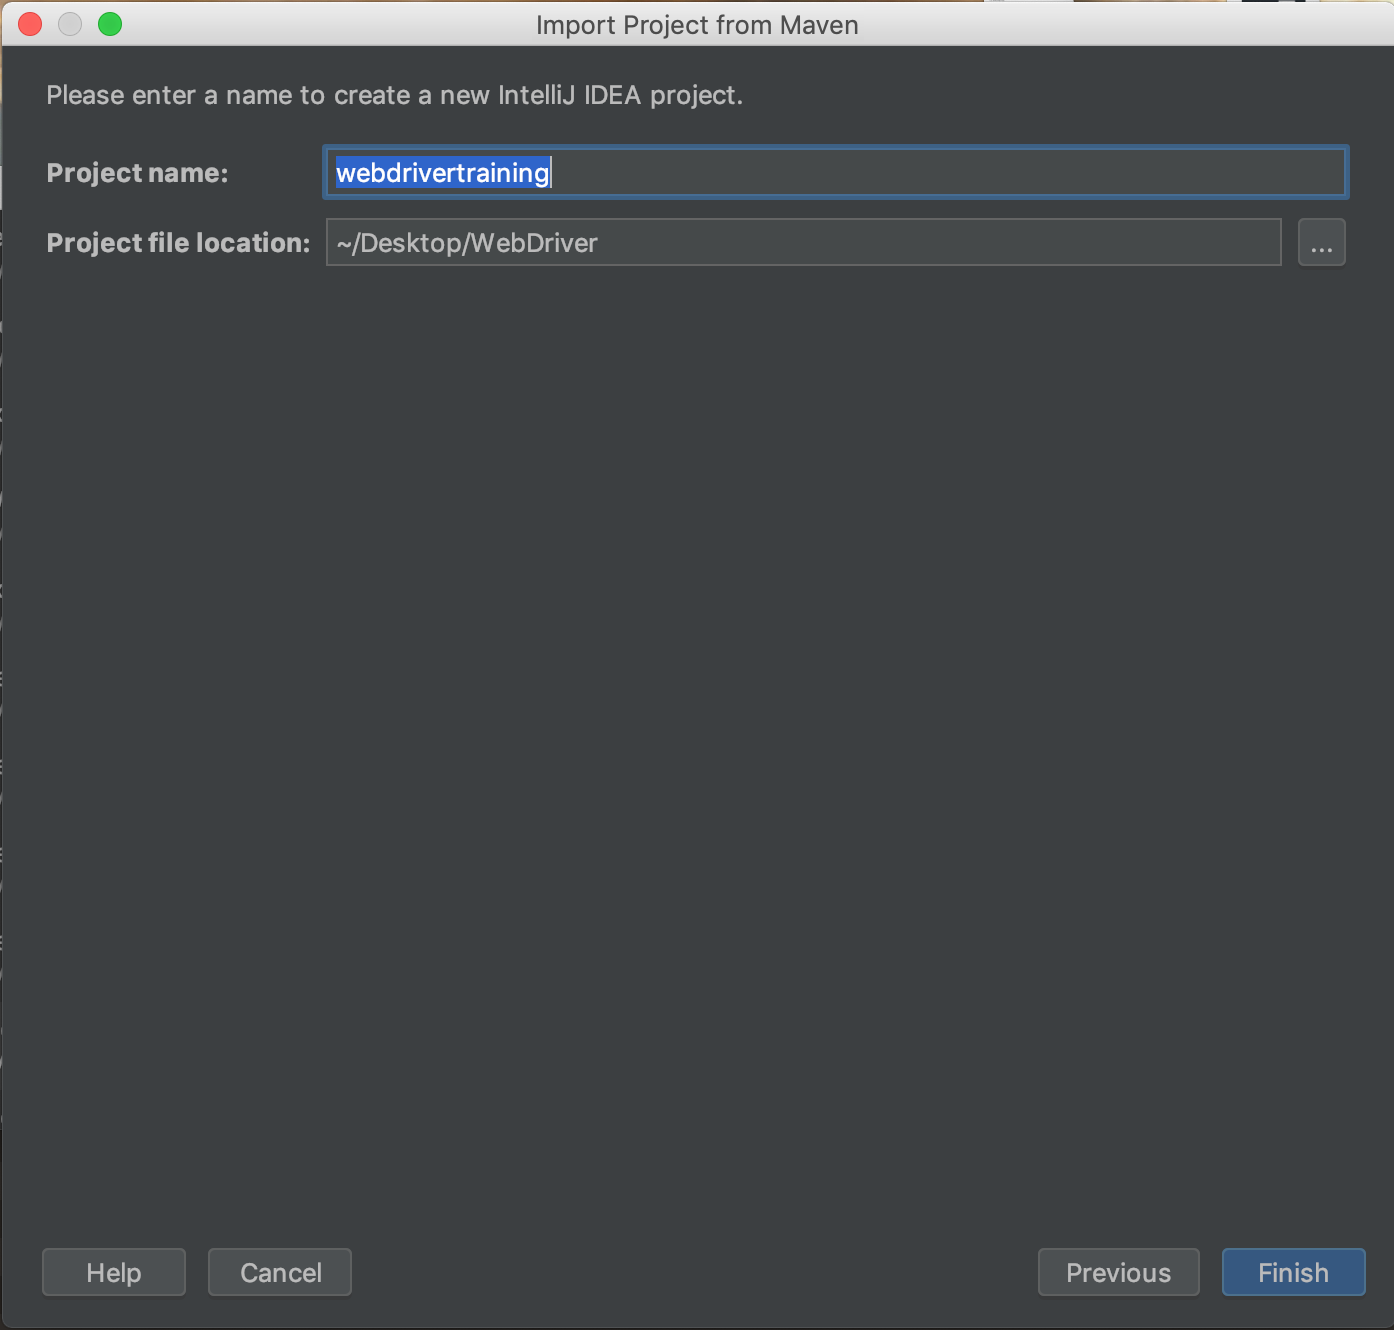 Import Project from Maven
Please enter a name to create a new IntelliJ IDEA project.
Project name: webdrivertraining
Project file location: ~/Desktop/WebDriver ...
Help Cancel Previous Finish